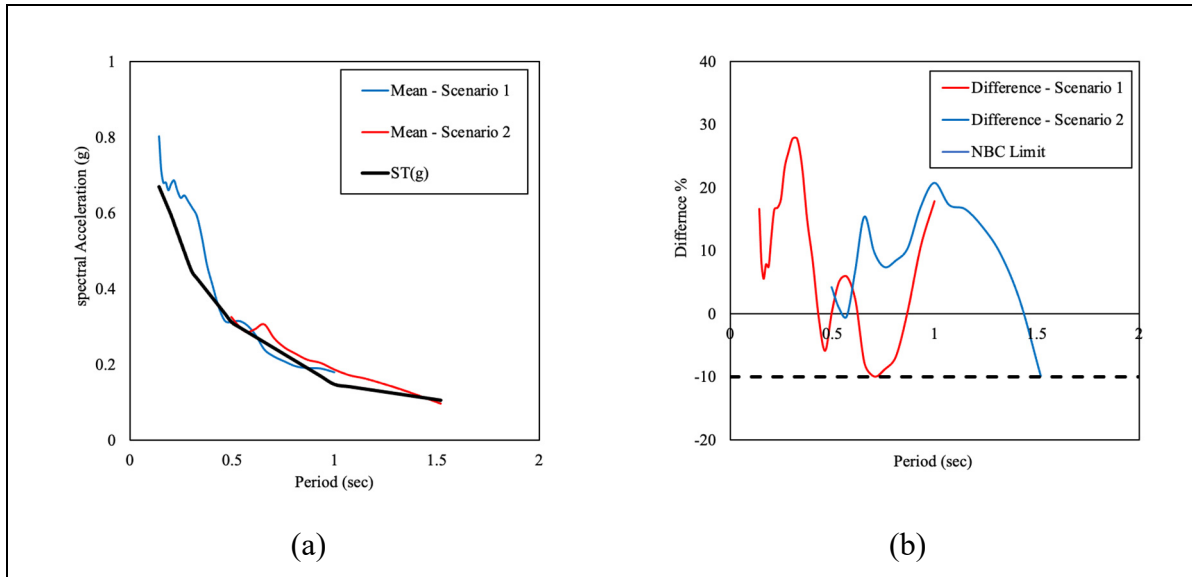 1
0.8
0.6
0.4
0.2
0
spectral Acceleration (g)
Mean - Scenario 1
Mean - Scenario 2
ST(g)
0
0.5
1
1.5
2
Period (sec)
(a)
40
30
20
10
0
-10
-20
Differnce %
Difference - Scenario 1
Difference - Scenario 2
NBC Limit
0
0.5
1
1.5
2
Period (sec)
(b)